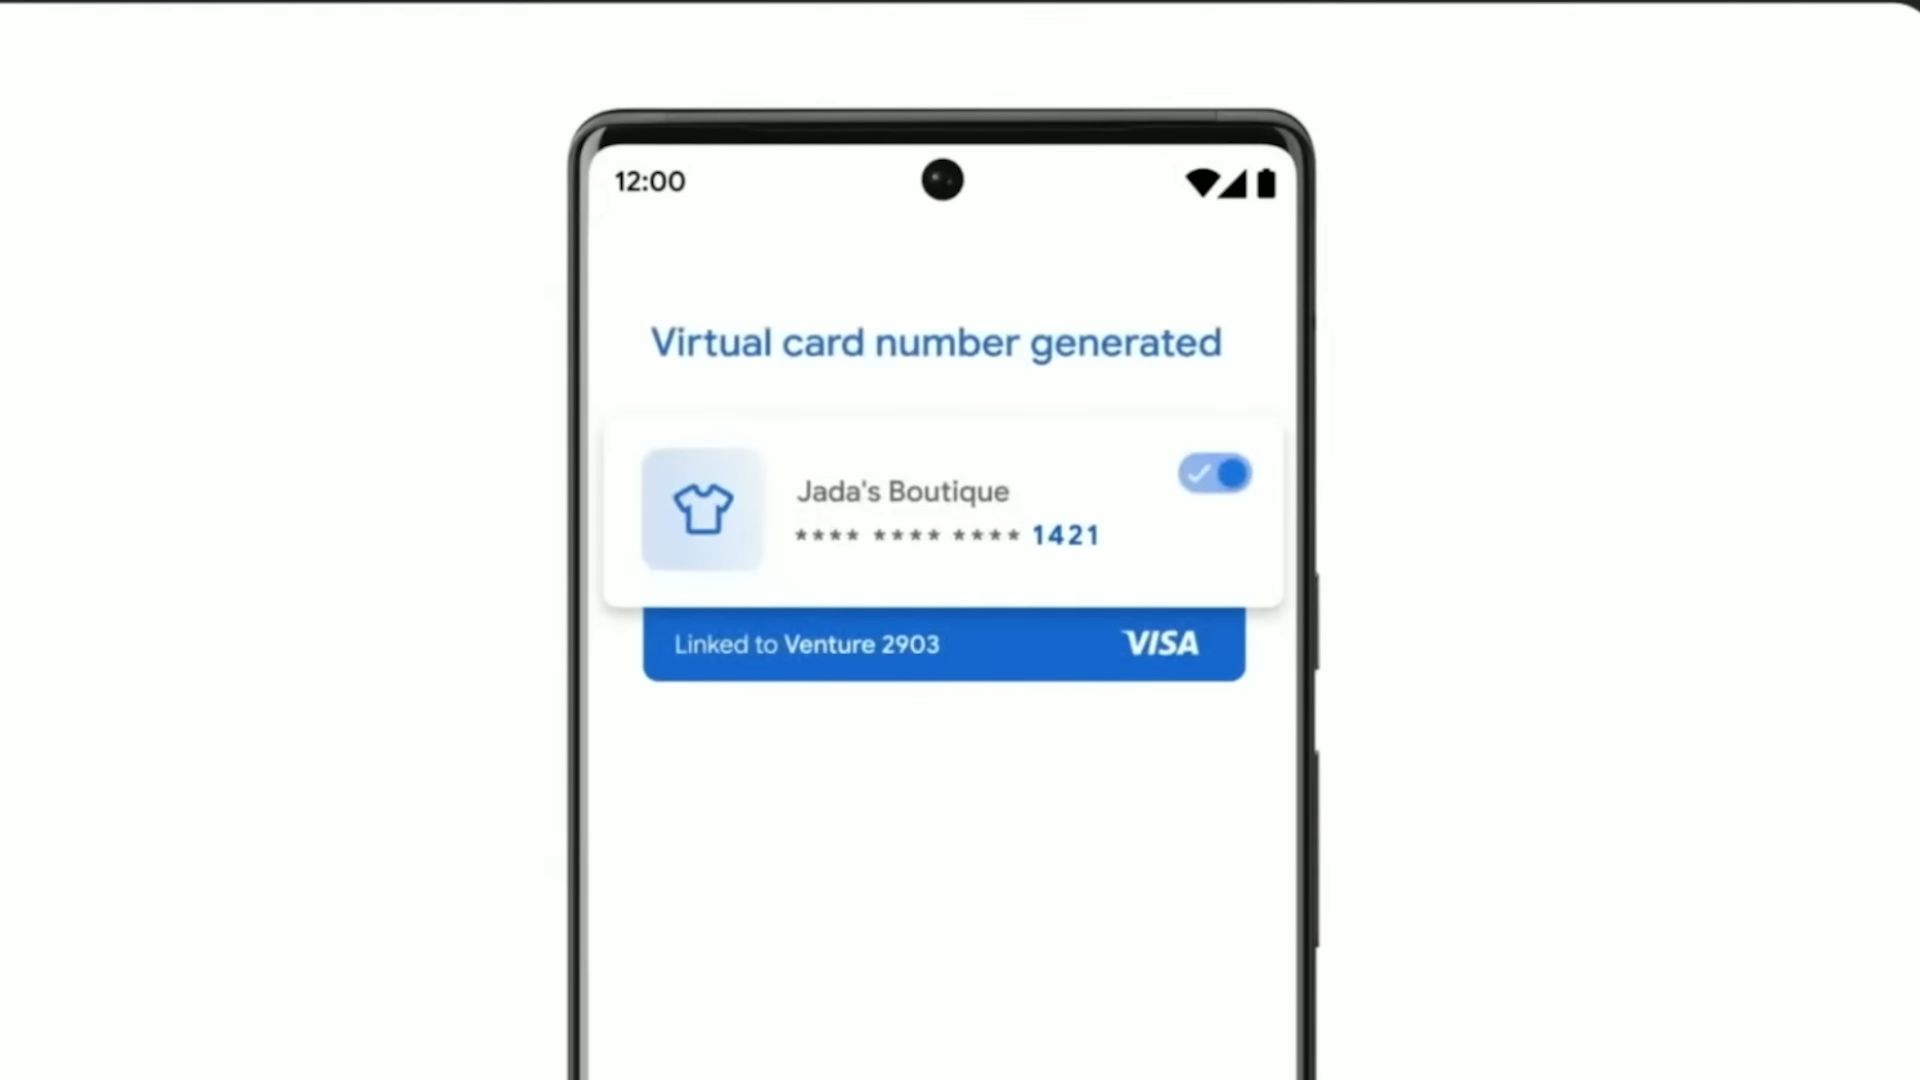 12:00
Virtual card number generated
Jada's Boutique
**** **** **** 1421
Linked to Venture 2903 VISA